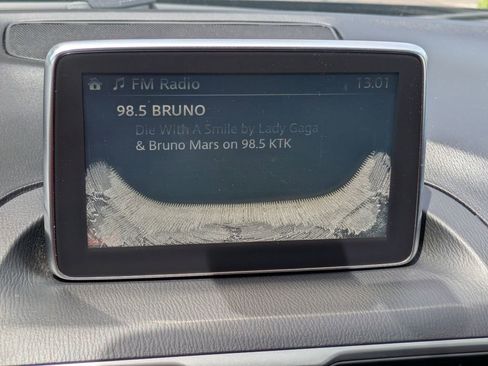 FM Radio 13.01
98.5 BRUNO
Die With A Smile by Lady Gaga
& Bruno Mars on 98.5 KTK